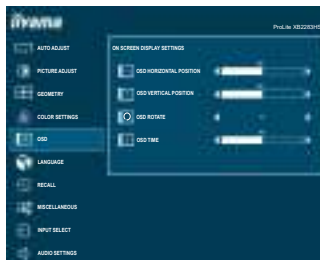 iiyama
ProLite XB2283HS
AUTO ADJUST
PICTURE ADJUST
GEOMETRY
COLOR SETTINGS
OSD
LANGUAGE
RECALL
MISCELLANEOUS
INPUT SELECT
AUDIO SETTINGS
ON SCREEN DISPLAY SETTINGS
OSD HORIZONTAL POSITION
OSD VERTICAL POSITION
OSD ROTATE
OSD TIME